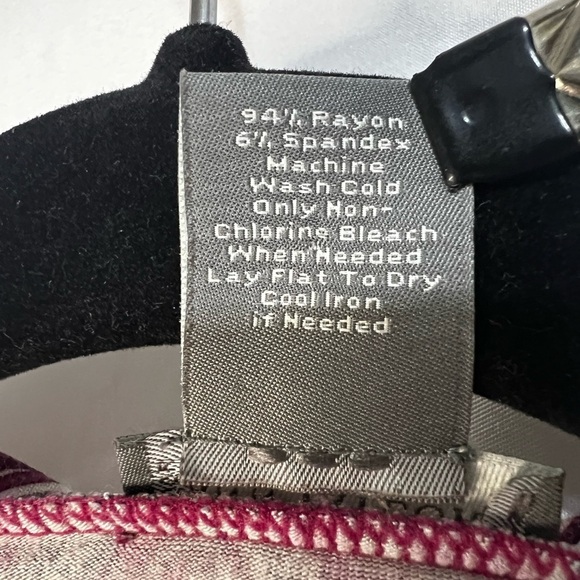 94% Rayon
6% Spandex
Machine
Wash Cold
Only Non-
Chlorine Bleach
When Needed
Lay Flat To Dry
Cool Iron
if Needed